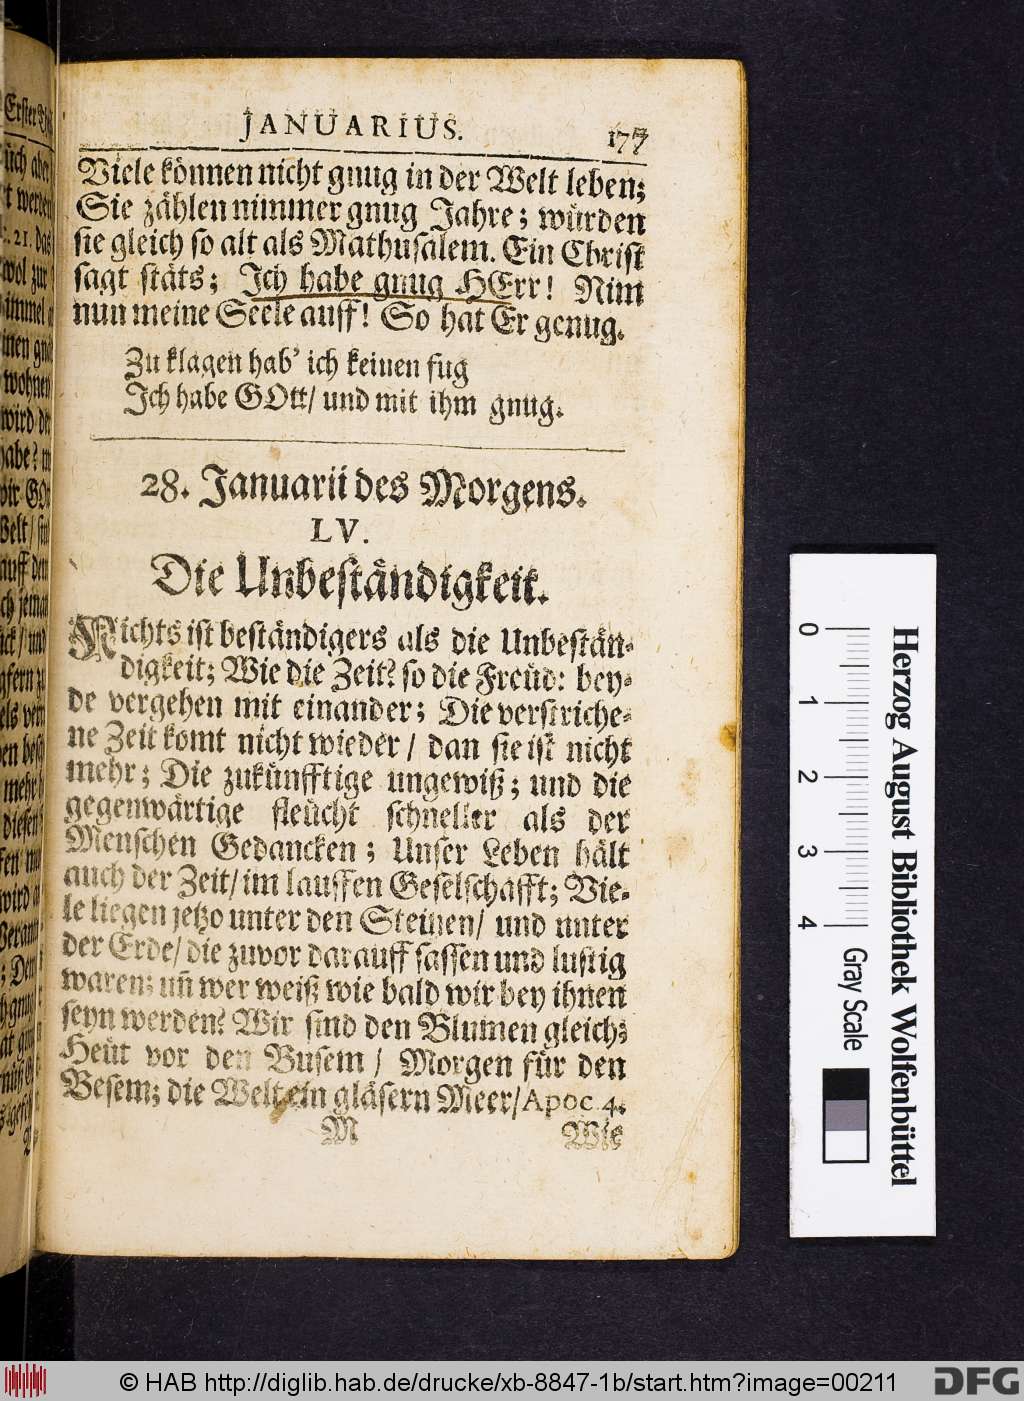 JANUARIUS. 177
Viele können nicht gnug in der Welt leben;
Sie zählen nimmer gnug Jahre; würden
sie gleich so alt als Mathusalem. Ein Christ
sagt stäts; Ich habe gnug HErr! Nim
nun meine Seele auff! So hat Er genug.
Zu klagen hab' ich keinen fug
Ich habe GOtt/ und mit ihm gnug.
28. Januarii des Morgens.
LV.
Die Unbeständigkeit.
Nichts ist beständigers als die Unbestän-
digkeit; Wie die Zeit? so die Freüd: bey-
de vergehen mit einander; Die verstriche-
ne Zeit komt nicht wieder/ dan sie ist nicht
mehr; Die zukünfftige ungewiß; und die
gegenwärtige fleücht schneller als der
Menschen Gedancken; Unser Leben hält
auch der Zeit/ im lauffen Geselschafft; Vie-
le liegen jetzo unter den Steinen/ und unter
der Erde/ die zuvor darauff sassen und lustig
waren; uñ wer weiß wie bald wir bey ihnen
seyn werden? Wir sind den Blumen gleich;
Heüt vor den Busem/ Morgen für den
Besem; die Welt ein gläsern Meer/ Apoc 4.
M Wie
0 1 2 3 4
Gray Scale
Herzog August Bibliothek Wolfenbüttel
© HAB http://diglib.hab.de/drucke/xb-8847-1b/start.htm?image=00211
DFG